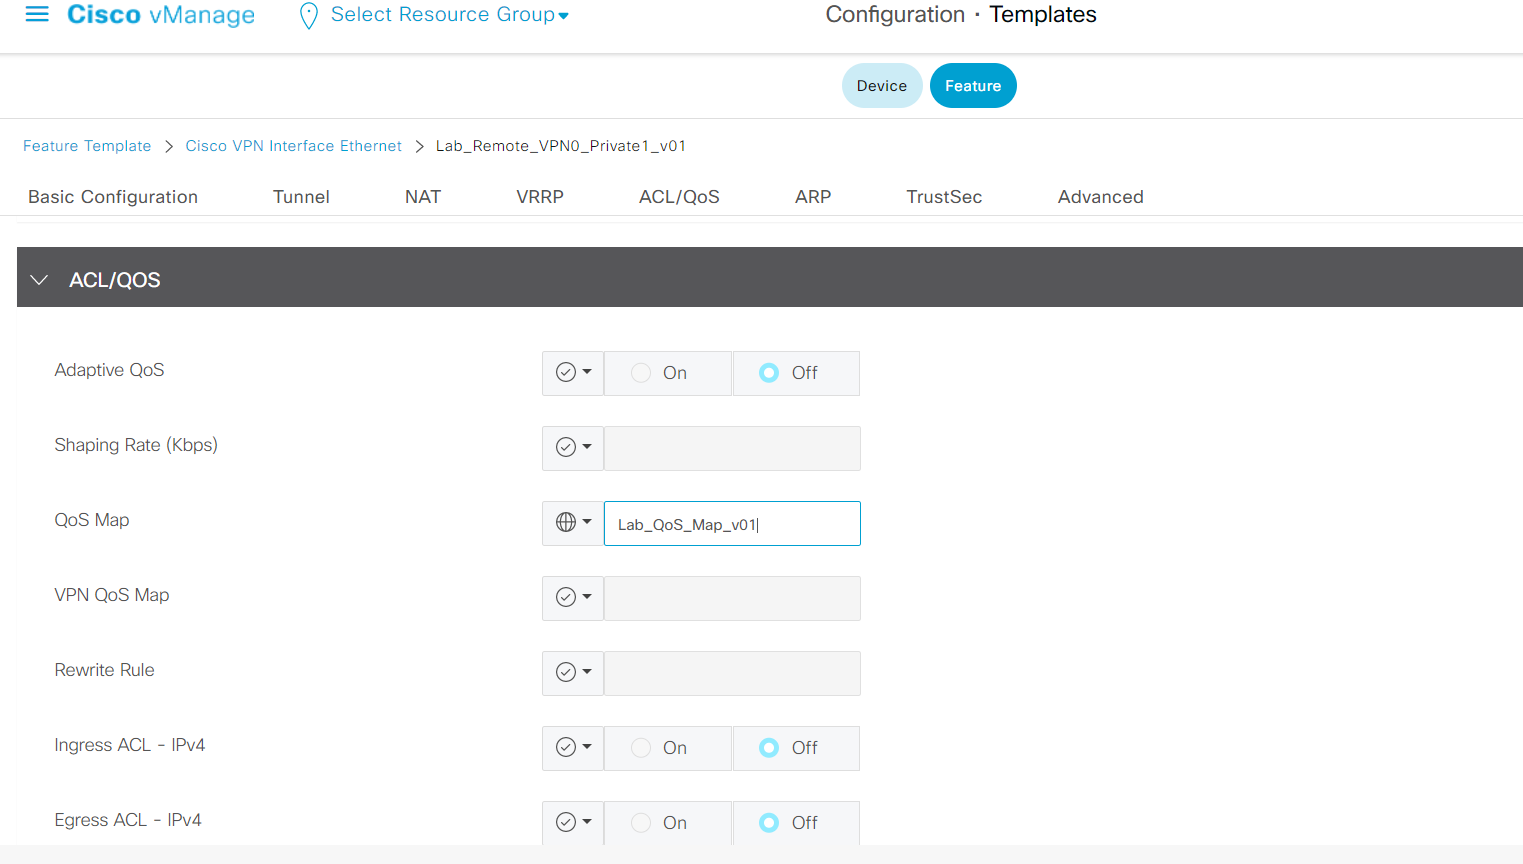 Cisco vManage Select Resource Group Configuration · Templates
Device Feature
Feature Template > Cisco VPN Interface Ethernet > Lab_Remote_VPN0_Private1_v01
Basic Configuration Tunnel NAT VRRP ACL/QoS ARP TrustSec Advanced
ACL/QOS
Adaptive QoS On Off
Shaping Rate (Kbps)
QoS Map Lab_QoS_Map_v01
VPN QoS Map
Rewrite Rule
Ingress ACL - IPv4 On Off
Egress ACL - IPv4 On Off